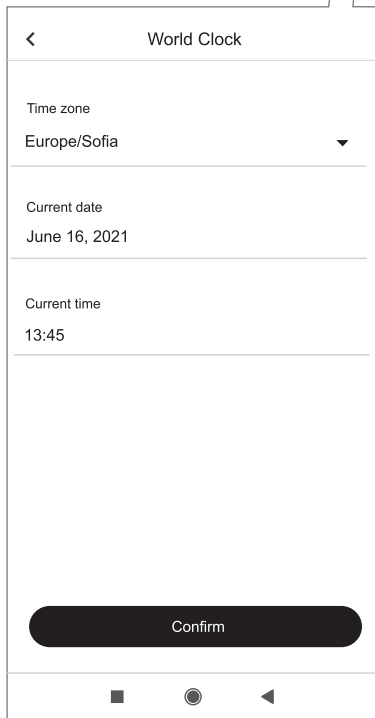 World Clock
Time zone
Europe/Sofia
Current date
June 16, 2021
Current time
13:45
Confirm